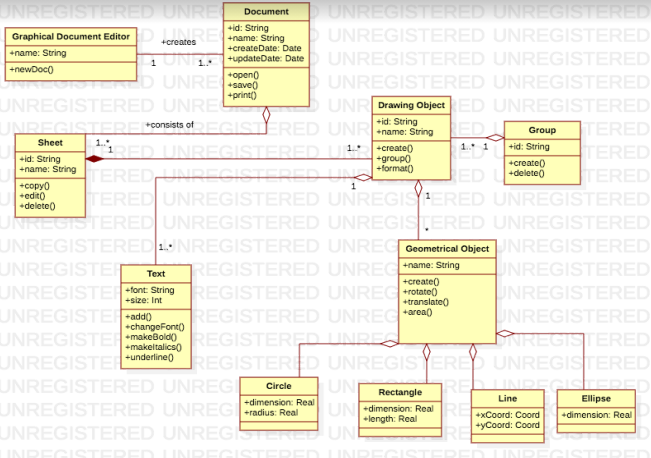 Document
+id: String
+name: String
+createDate: Date
+updateDate: Date
+open()
+save()
+print()
Graphical Document Editor
+name: String
+newDoc()
+creates
1
1..*
+consists of
1..*
Sheet
+id: String
+name: String
+copy()
+edit()
+delete()
1
1..*
Drawing Object
+id: String
+name: String
+create()
+group()
+format()
1..*
1
Group
+id: String
+create()
+delete()
1
1..*
1
*
Text
+font: String
+size: Int
+add()
+changeFont()
+makeBold()
+makeItalics()
+underline()
Geometrical Object
+name: String
+create()
+rotate()
+translate()
+area()
Circle
+dimension: Real
+radius: Real
Rectangle
+dimension: Real
+length: Real
Line
+xCoord: Coord
+yCoord: Coord
Ellipse
+dimension: Real
UNREGISTERED